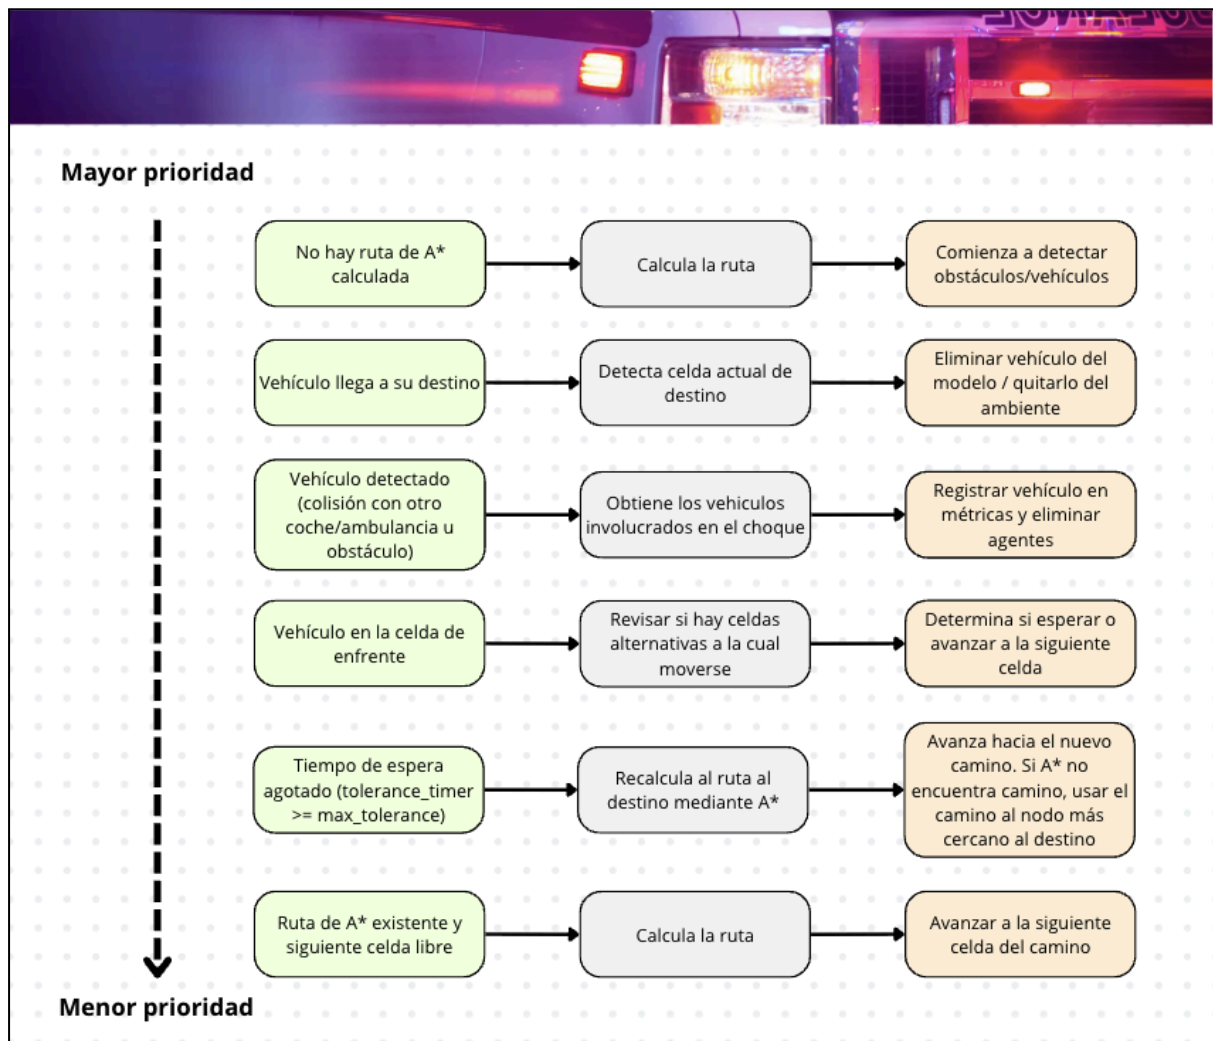 Mayor prioridad
No hay ruta de A*
calculada
Calcula la ruta
Comienza a detectar
obstáculos/vehículos
Vehículo llega a su destino
Detecta celda actual de
destino
Eliminar vehículo del
modelo / quitarlo del
ambiente
Vehículo detectado
(colisión con otro
coche/ambulancia u
obstáculo)
Obtiene los vehiculos
involucrados en el choque
Registrar vehículo en
métricas y eliminar
agentes
Vehículo en la celda de
enfrente
Revisar si hay celdas
alternativas a la cual
moverse
Determina si esperar o
avanzar a la siguiente
celda
Tiempo de espera
agotado (tolerance_timer
>= max_tolerance)
Recalcula al ruta al
destino mediante A*
Avanza hacia el nuevo
camino. Si A* no
encuentra camino, usar el
camino al nodo más
cercano al destino
Ruta de A* existente y
siguiente celda libre
Calcula la ruta
Avanzar a la siguiente
celda del camino
Menor prioridad